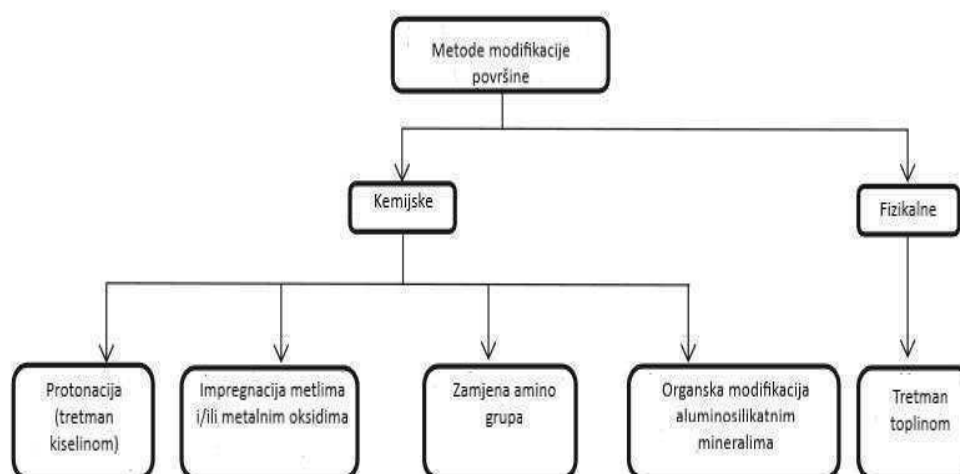 Metode modifikacije
površine
Kemijske
Fizikalne
Protonacija
(tretman
kiselinom)
Impregnacija metlima
i/ili metalnim oksidima
Zamjena amino
grupa
Organska modifikacija
aluminosilikatnim
mineralima
Tretman
toplinom